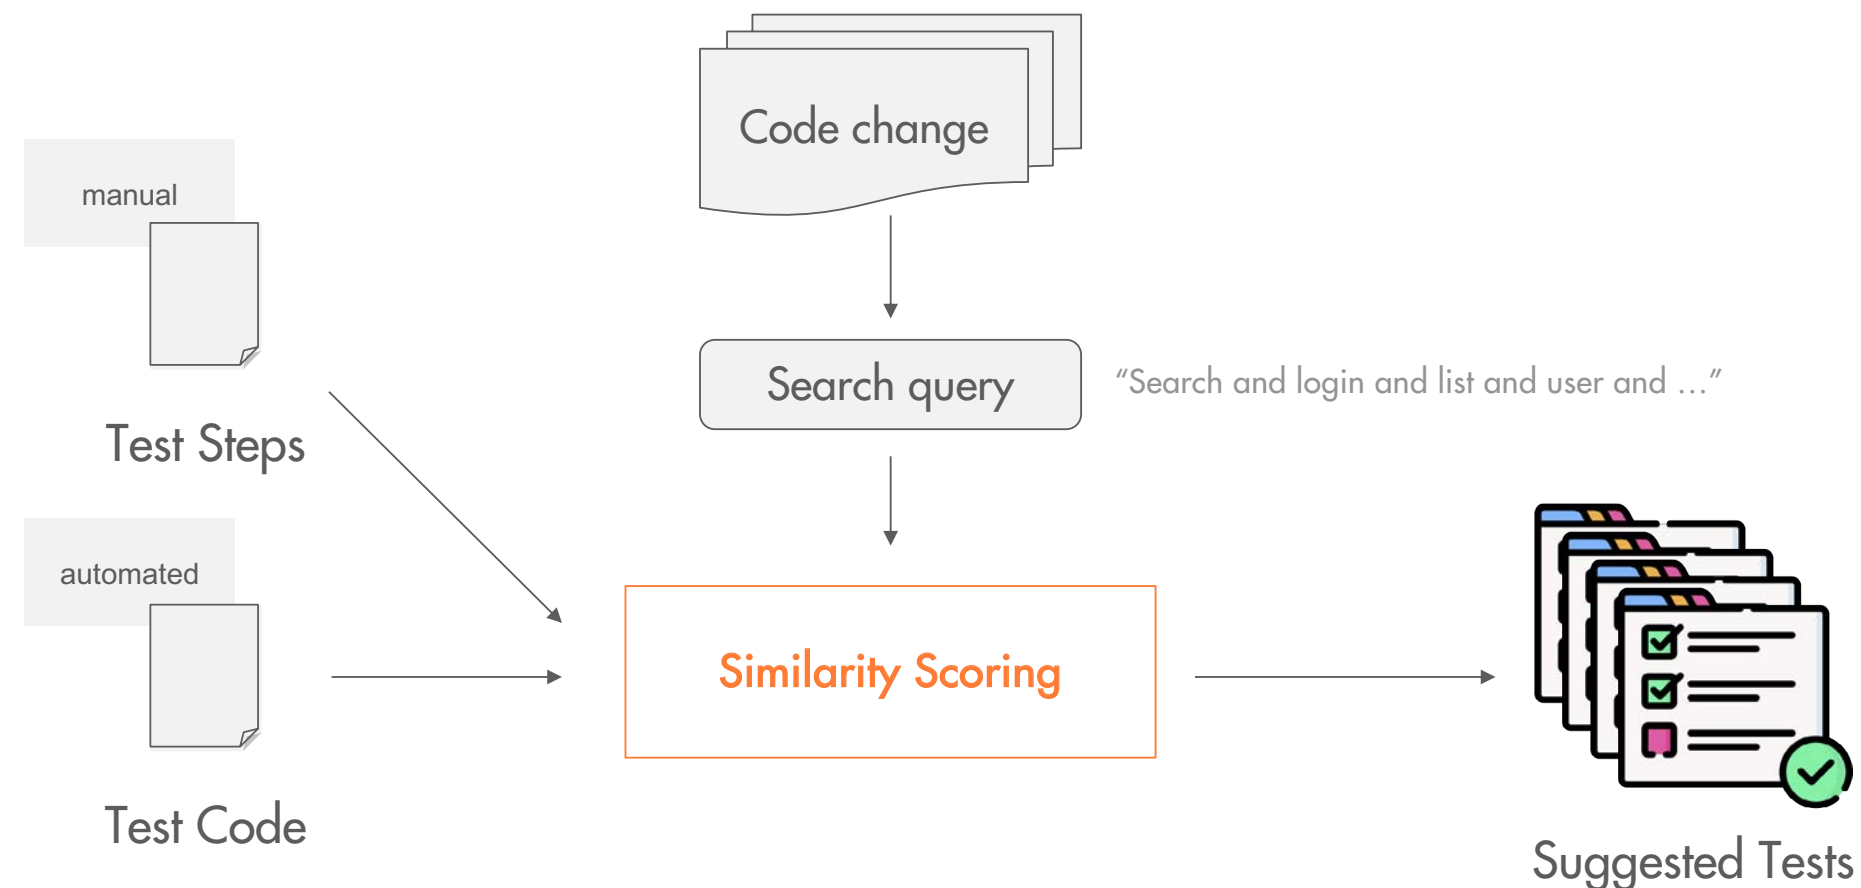 Code change
manual
Search query
“Search and login and list and user and ...”
Test Steps
automated
Similarity Scoring
Test Code
Suggested Tests